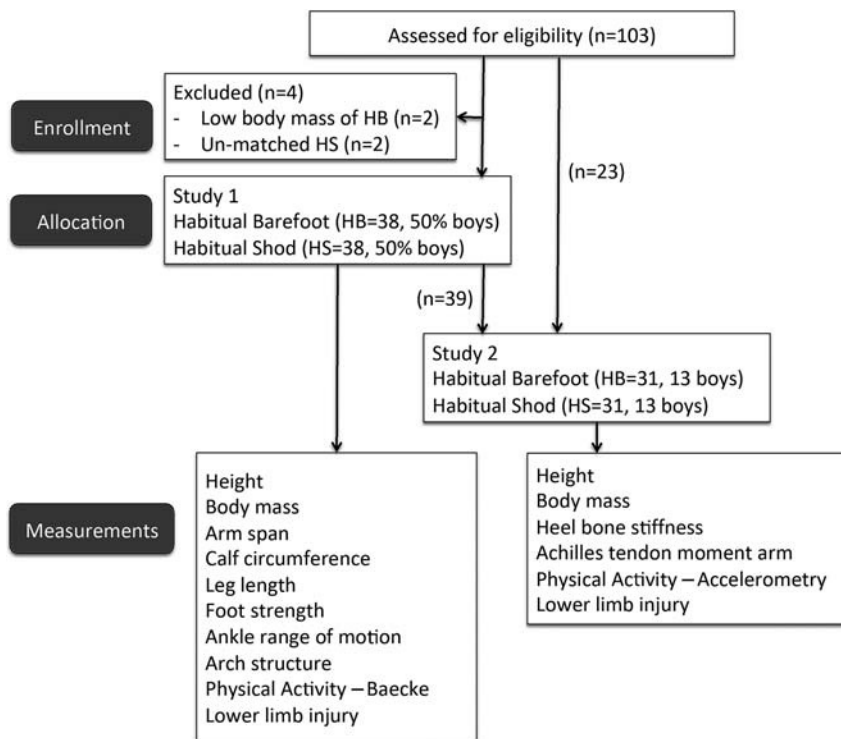 Assessed for eligibility (n=103)
Enrollment
Excluded (n=4)
- Low body mass of HB (n=2)
- Un-matched HS (n=2)
(n=23)
Allocation
Study 1
Habitual Barefoot (HB=38, 50% boys)
Habitual Shod (HS=38, 50% boys)
(n=39)
Study 2
Habitual Barefoot (HB=31, 13 boys)
Habitual Shod (HS=31, 13 boys)
Measurements
Height
Body mass
Arm span
Calf circumference
Leg length
Foot strength
Ankle range of motion
Arch structure
Physical Activity – Baecke
Lower limb injury
Height
Body mass
Heel bone stiffness
Achilles tendon moment arm
Physical Activity – Accelerometry
Lower limb injury